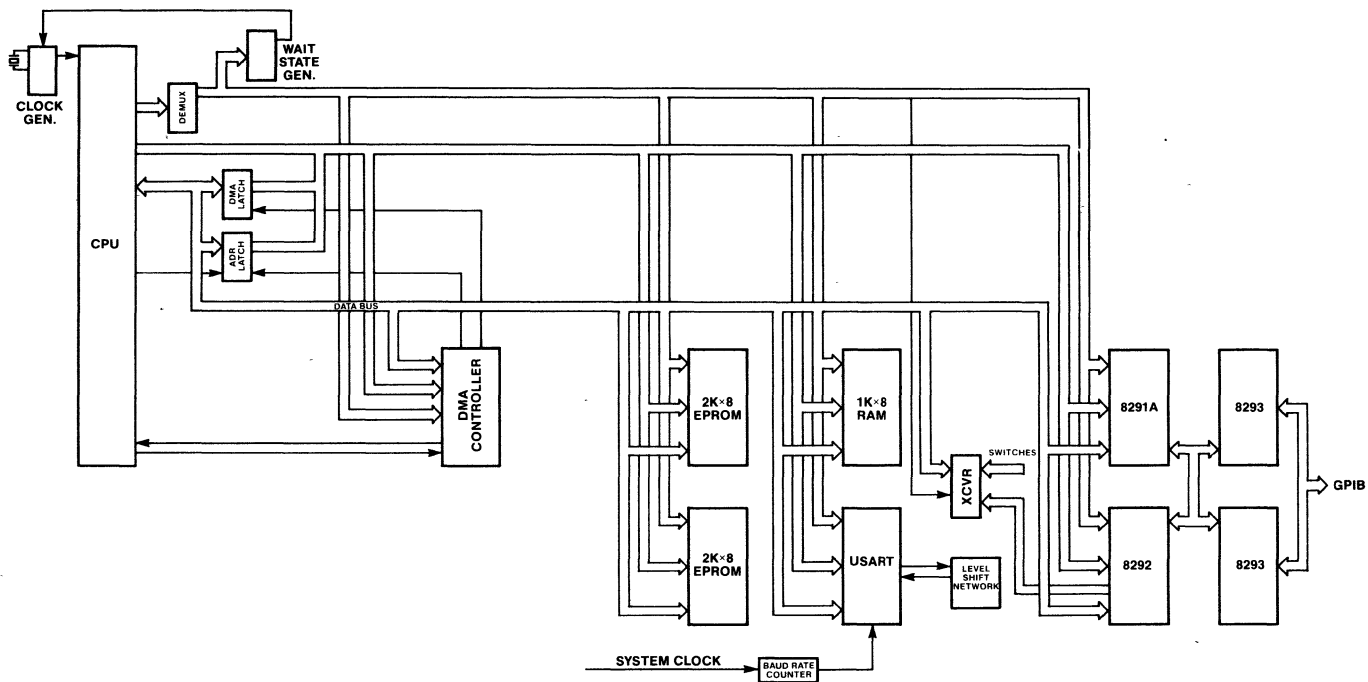 WAIT
STATE
GEN.
CLOCK
GEN.
DEMUX
DMA
LATCH
CPU
ADR
LATCH
DATA BUS
DMA
CONTROLLER
2K×8
EPROM
1K×8
RAM
8291A
8293
SWITCHES
XCVR
GPIB
2K×8
EPROM
USART
LEVEL
SHIFT
NETWORK
8292
8293
SYSTEM CLOCK
BAUD RATE
COUNTER